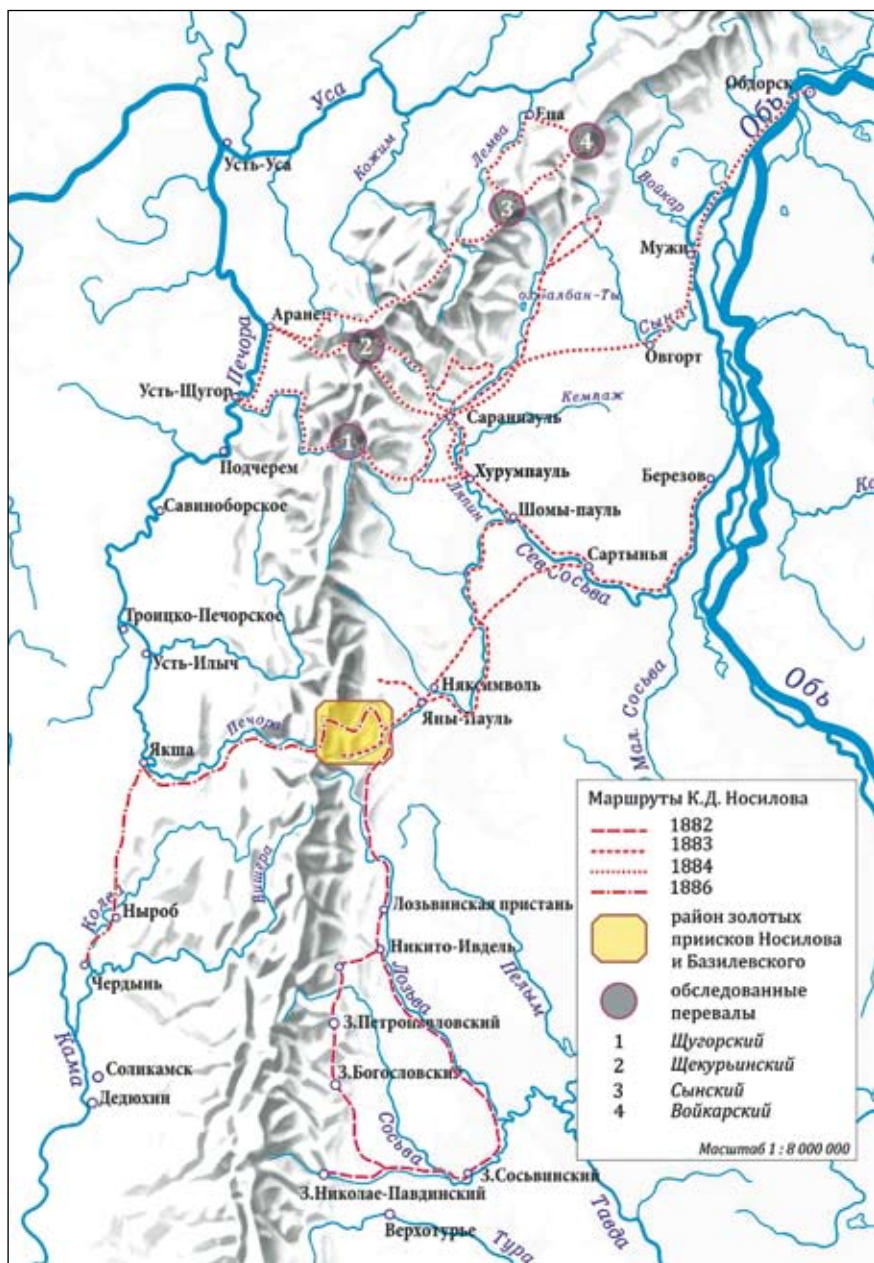 Обдорск
Обь
Уса
Епа
Кожим
Лемва
4
Усть-Уса
Войкар
3
Мужи
Аранец
Сыня
2
Овгорт
Печора
Усть-Щугор
Кемпаж
Саранпауль
1
Подчерем
Хурумпауль
Березов
Ляпин
Савиноборское
Шомы-пауль
Сев.Сосьва
Сартынья
Троицко-Печорское
Усть-Илыч
Няксимволь
Обь
Яны-Пауль
Печора
Мал. Сосьва
Якша
Вишера
Колва
Ныроб
Лозьвинская пристань
Никито-Ивдель
Чердынь
Лозьва
Пелым
Кама
З.Петропавловский
Соликамск
З.Богословский
Дедюхин
Сосьва
З.Сосьвинский
З.Николае-Павдинский
Верхотурье
Тура
Тавда
Маршруты К.Д. Носилова
1882
1883
1884
1886
район золотых
приисков Носилова
и Базилевского
обследованные
перевалы
1 Щугорский
2 Щекурьинский
3 Сынский
4 Войкарский
Масштаб 1 : 8 000 000